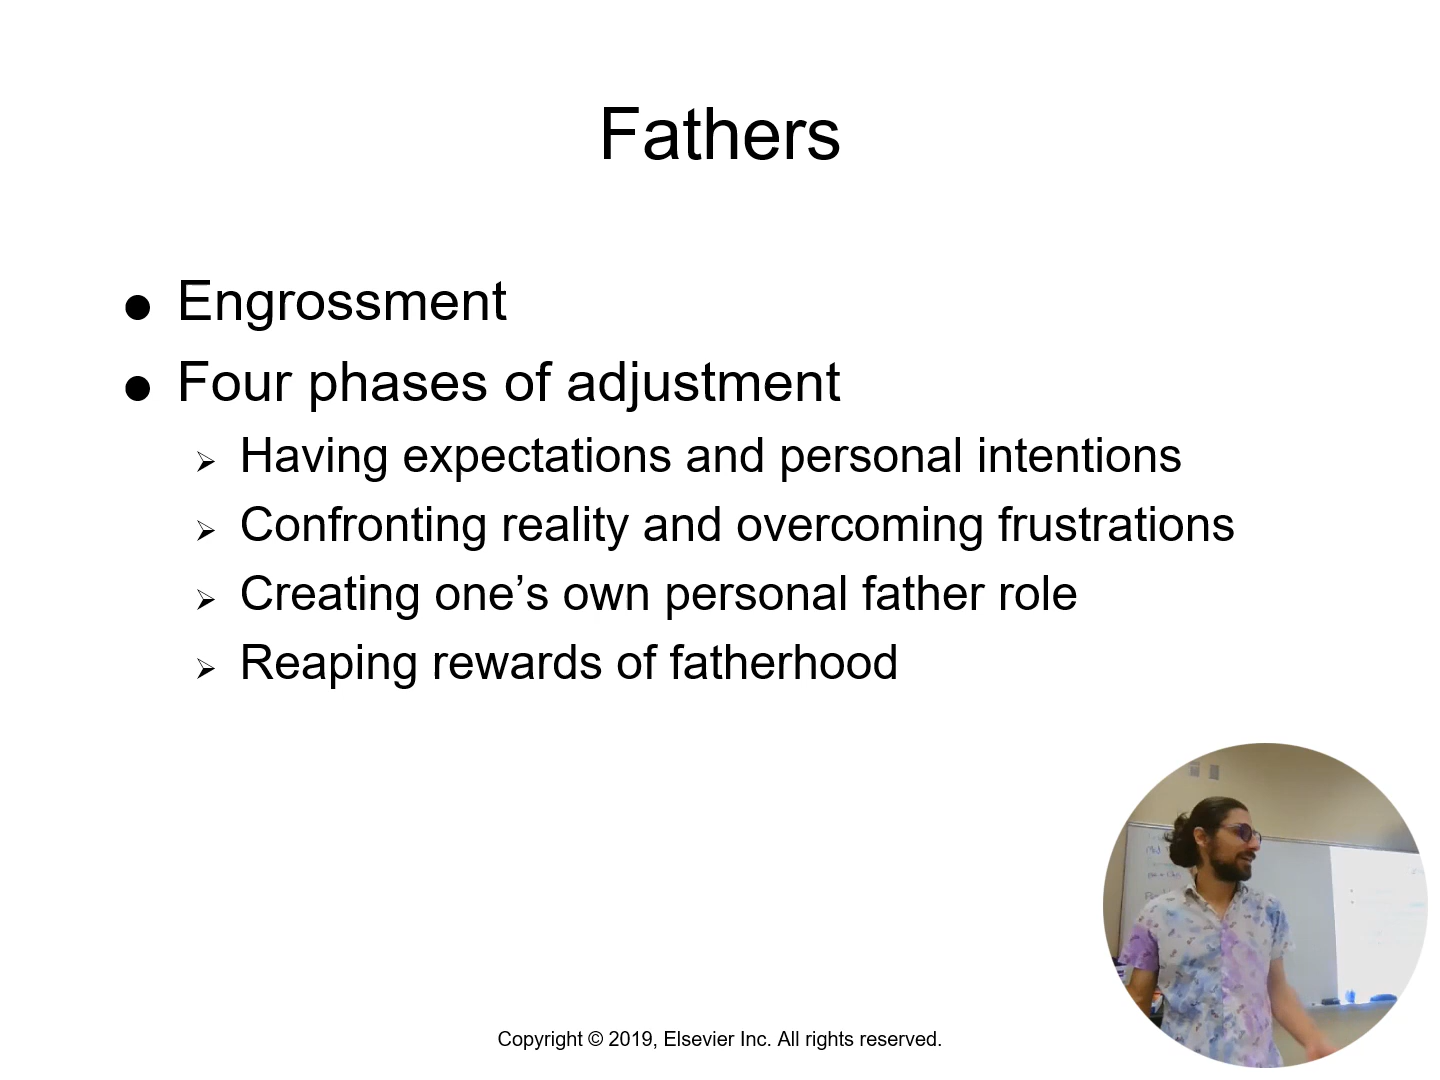 Fathers
● Engrossment
● Four phases of adjustment
➢ Having expectations and personal intentions
➢ Confronting reality and overcoming frustrations
➢ Creating one’s own personal father role
➢ Reaping rewards of fatherhood
Copyright © 2019, Elsevier Inc. All rights reserved.